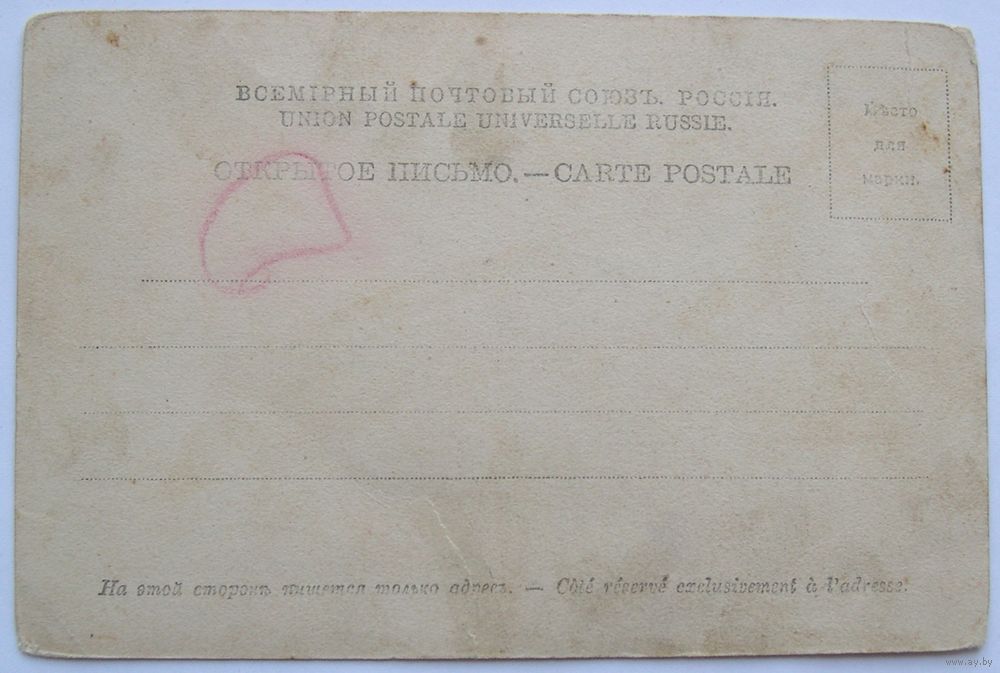 ВСЕМІРНЫЙ ПОЧТОВЫЙ СОЮЗЪ. РОССІЯ.
UNION POSTALE UNIVERSELLE RUSSIE.
ОТКРЫТОЕ ПИСЬМО.—CARTE POSTALE
Мѣсто
для
марки.
На этой сторонѣ пишется только адресъ. — Côté réservé exclusivement à l'adresse.
www.ay.by